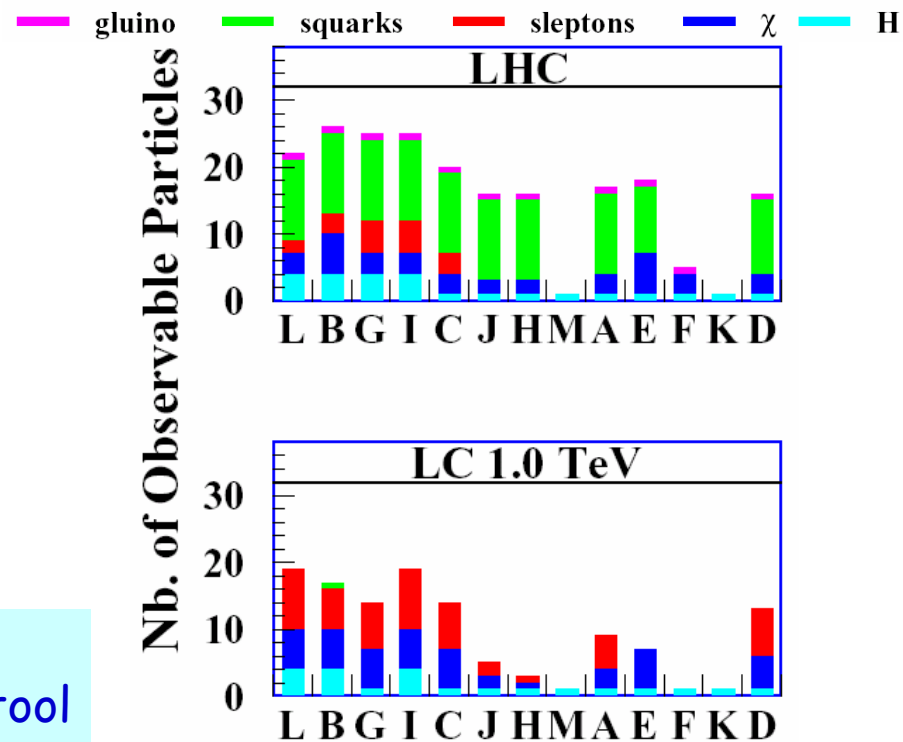 gluino squarks sleptons χ H
Nb. of Observable Particles
LHC
30
20
10
0
L B G I C J H M A E F K D
LC 1.0 TeV
30
20
10
0
L B G I C J H M A E F K D
rool